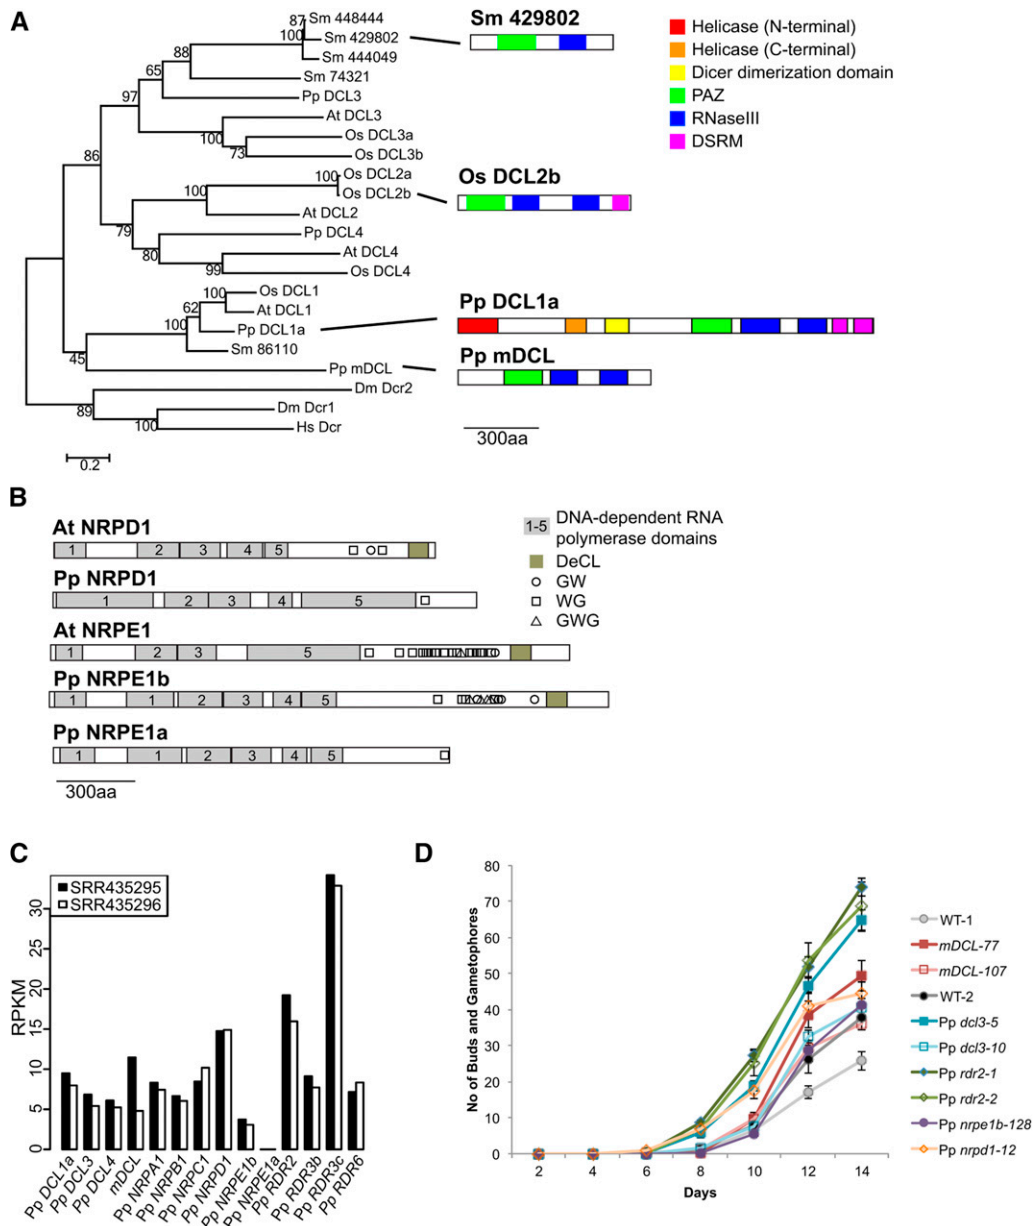 A
Sm 448444
Sm 429802
Sm 444049
Sm 74321
Pp DCL3
At DCL3
Os DCL3a
Os DCL3b
Os DCL2a
Os DCL2b
At DCL2
Pp DCL4
At DCL4
Os DCL4
Os DCL1
At DCL1
Pp DCL1a
Sm 86110
Pp mDCL
Dm Dcr2
Dm Dcr1
Hs Dcr
87
100
88
65
97
100
73
86
100
100
79
80
99
100
62
100
45
89
100
0.2
Sm 429802
Os DCL2b
Pp DCL1a
Pp mDCL
300aa
Helicase (N-terminal)
Helicase (C-terminal)
Dicer dimerization domain
PAZ
RNaseIII
DSRM
B
At NRPD1
1 2 3 4 5
Pp NRPD1
1 2 3 4 5
At NRPE1
1 2 3 5
Pp NRPE1b
1 1 2 3 4 5
Pp NRPE1a
1 1 2 3 4 5
300aa
1-5 DNA-dependent RNA
polymerase domains
DeCL
GW
WG
GWG
C
SRR435295
SRR435296
RPKM
30
25
20
15
10
5
0
Pp DCL1a
Pp DCL3
Pp DCL4
mDCL
Pp NRPA1
Pp NRPB1
Pp NRPC1
Pp NRPD1
Pp NRPE1b
Pp NRPE1a
Pp RDR2
Pp RDR3b
Pp RDR3c
Pp RDR6
D
No of Buds and Gametophores
80
70
60
50
40
30
20
10
0
2 4 6 8 10 12 14
Days
WT-1
mDCL-77
mDCL-107
WT-2
Pp dcl3-5
Pp dcl3-10
Pp rdr2-1
Pp rdr2-2
Pp nrpe1b-128
Pp nrpd1-12